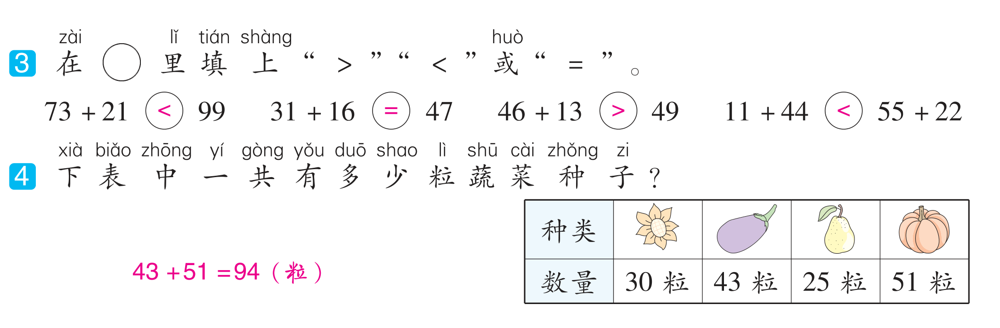 zài lǐ tián shàng huò
3 在 ○ 里 填 上 “ > ” “ < ” 或 “ = ” 。
73 + 21 < 99 31 + 16 = 47 46 + 13 > 49 11 + 44 < 55 + 22
xià biǎo zhōng yí gòng yǒu duō shao lì shū cài zhǒng zi
4 下 表 中 一 共 有 多 少 粒 蔬 菜 种 子 ?
种类
43 + 51 = 94 ( 粒 )
数量 30 粒 43 粒 25 粒 51 粒